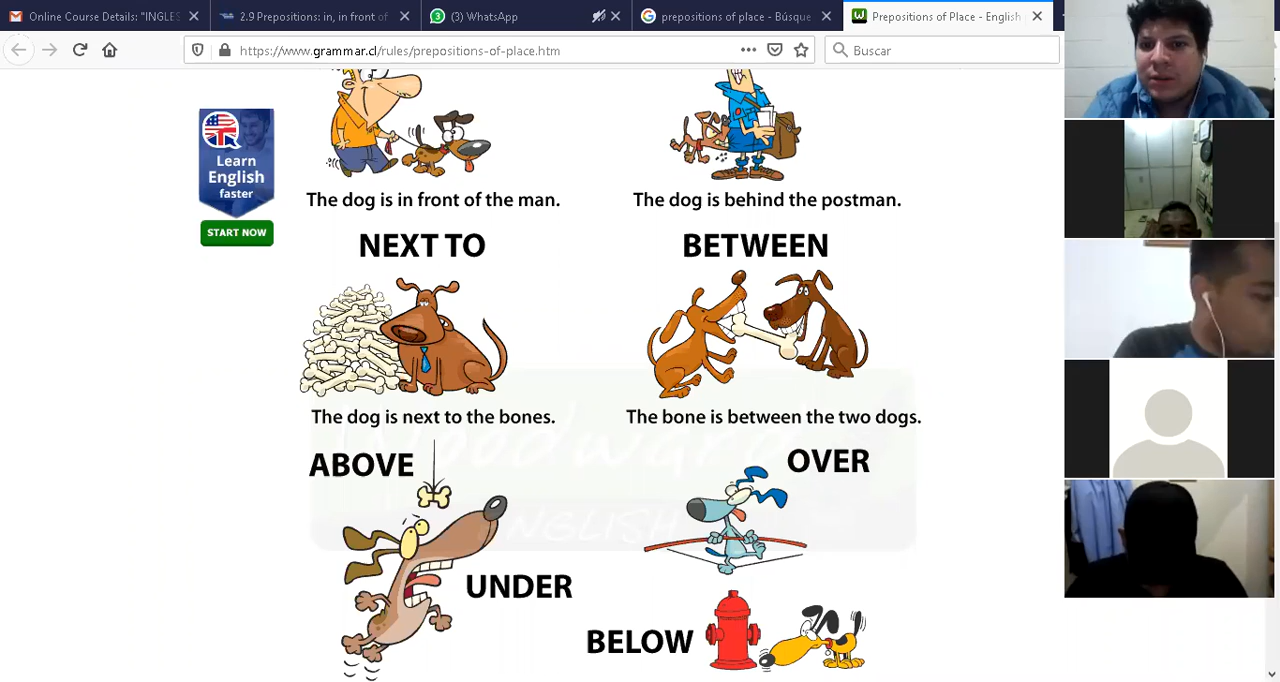 Online Course Details: "INGLES
2.9 Prepositions: in, in front of
(3) WhatsApp
prepositions of place - Búsque
Prepositions of Place - English
https://www.grammar.cl/rules/prepositions-of-place.htm
Buscar
Learn
English
faster
START NOW
The dog is in front of the man.
The dog is behind the postman.
NEXT TO
BETWEEN
The dog is next to the bones.
The bone is between the two dogs.
ABOVE
OVER
Woodward
ENGLISH
UNDER
BELOW